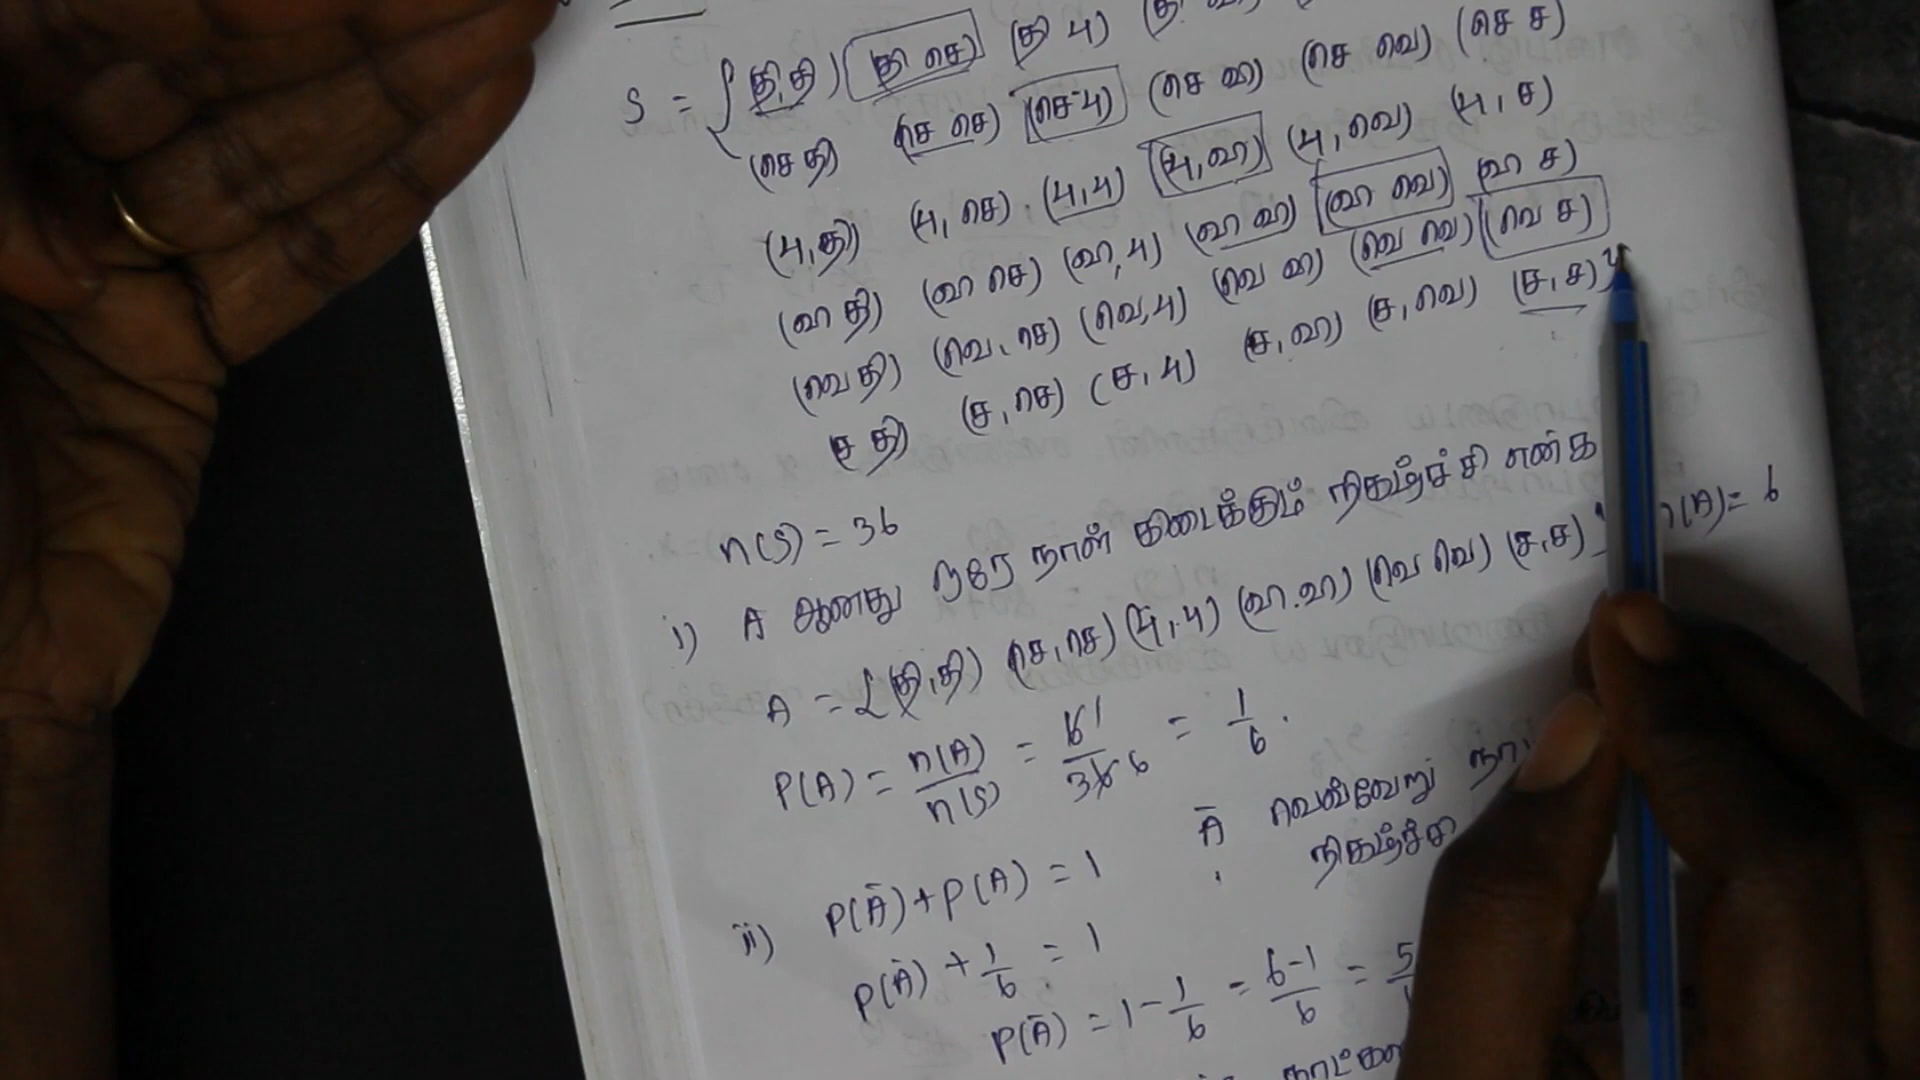 S = { (தி,தி) (தி செ) (தி பு)
(செ தி) (செ செ) (செ பு) (செ வி) (செ வெ) (செ ச)
(பு,தி) (பு, செ) (பு,பு) (பு,வி) (பு,வெ) (பு, ச)
(வி தி) (வி செ) (வி,பு) (வி வி) (வி வெ) (வி ச)
(வெ தி) (வெ, செ) (வெ,பு) (வெ வி) (வெ வெ) (வெ ச)
(ச தி) (ச, செ) (ச, பு) (ச, வி) (ச,வெ) (ச,ச) }
n(S) = 36
i) A ஆனது ஒரே நாள் கிடைக்கும் நிகழ்ச்சி என்க
A = { (தி,தி) (செ,செ) (பு,பு) (வி,வி) (வெ வெ) (ச,ச) } n(A)= 6
P(A) = n(A)/n(S) = 6/36 = 1/6.
ii) P(Ā) + P(A) = 1 Ā வெவ்வேறு
நிகழ்ச்சி
P(Ā) + 1/6 = 1
P(Ā) = 1 - 1/6 = 6-1/6 = 5